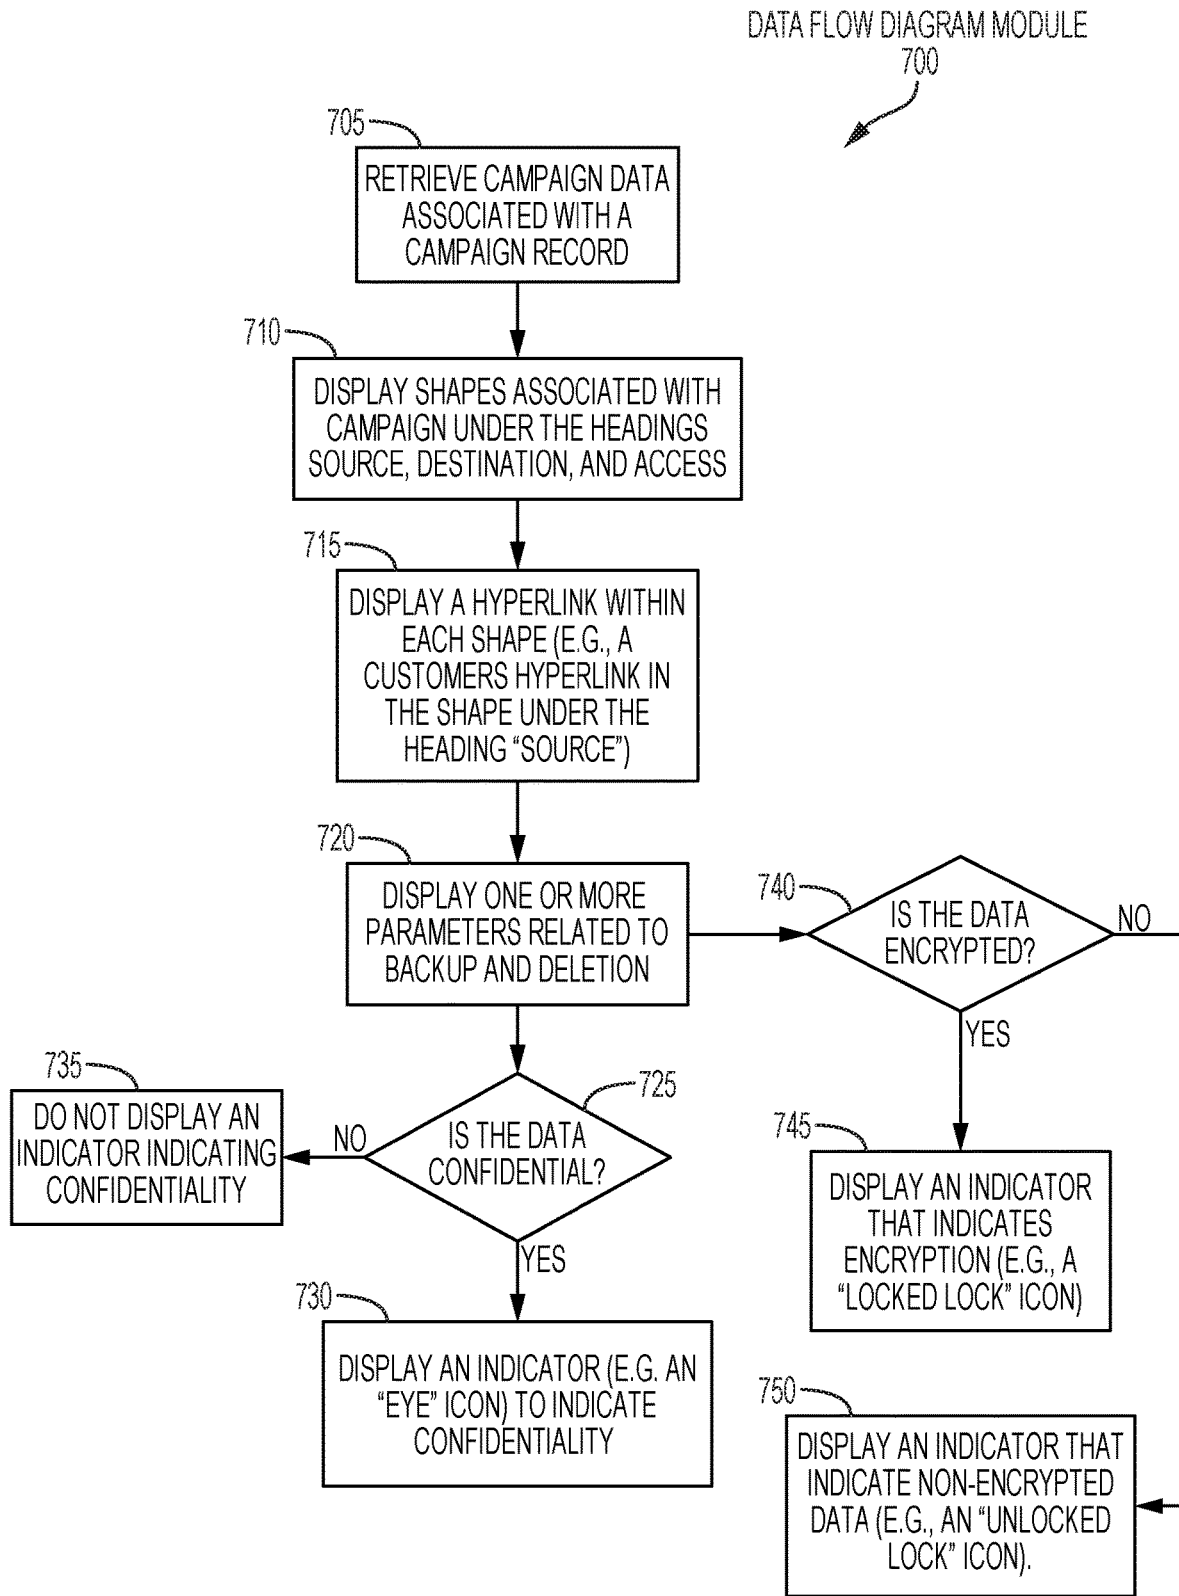 DATA FLOW DIAGRAM MODULE
700
705
RETRIEVE CAMPAIGN DATA
ASSOCIATED WITH A
CAMPAIGN RECORD
710
DISPLAY SHAPES ASSOCIATED WITH
CAMPAIGN UNDER THE HEADINGS
SOURCE, DESTINATION, AND ACCESS
715
DISPLAY A HYPERLINK WITHIN
EACH SHAPE (E.G., A
CUSTOMERS HYPERLINK IN
THE SHAPE UNDER THE
HEADING “SOURCE”)
720
DISPLAY ONE OR MORE
PARAMETERS RELATED TO
BACKUP AND DELETION
740
IS THE DATA
ENCRYPTED?
NO
YES
735
DO NOT DISPLAY AN
INDICATOR INDICATING
CONFIDENTIALITY
NO
725
IS THE DATA
CONFIDENTIAL?
YES
745
DISPLAY AN INDICATOR
THAT INDICATES
ENCRYPTION (E.G., A
“LOCKED LOCK” ICON)
730
DISPLAY AN INDICATOR (E.G. AN
“EYE” ICON) TO INDICATE
CONFIDENTIALITY
750
DISPLAY AN INDICATOR THAT
INDICATE NON-ENCRYPTED
DATA (E.G., AN “UNLOCKED
LOCK” ICON).